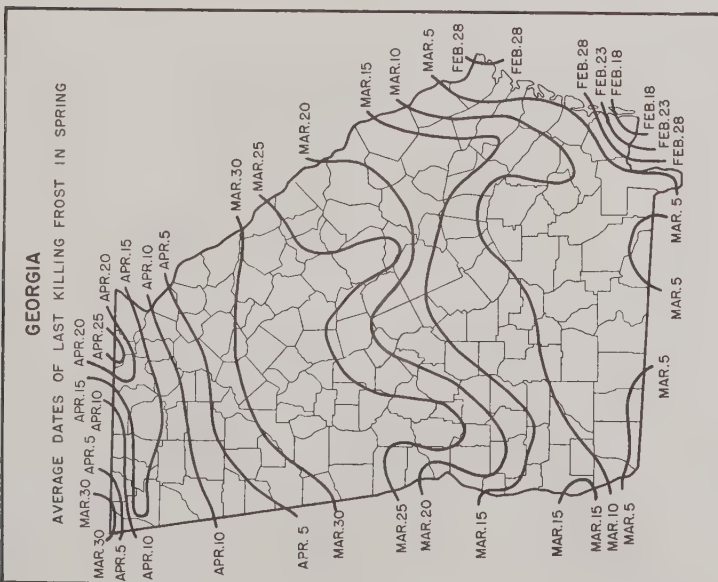 GEORGIA
AVERAGE DATES OF LAST KILLING FROST IN SPRING
MAR. 30
APR. 5
APR. 10
APR. 15
APR. 20
APR. 25
APR. 20
APR. 15
APR. 10
APR. 5
MAR. 30
MAR. 25
MAR. 20
MAR. 15
MAR. 10
MAR. 5
FEB. 28
FEB. 28
FEB. 28
FEB. 23
FEB. 18
FEB. 18
FEB. 23
FEB. 28
MAR. 5
MAR. 5
MAR. 5
MAR. 30
APR. 5
APR. 10
APR. 10
APR. 5
MAR. 30
MAR. 25
MAR. 20
MAR. 15
MAR. 15
MAR. 15
MAR. 10
MAR. 5